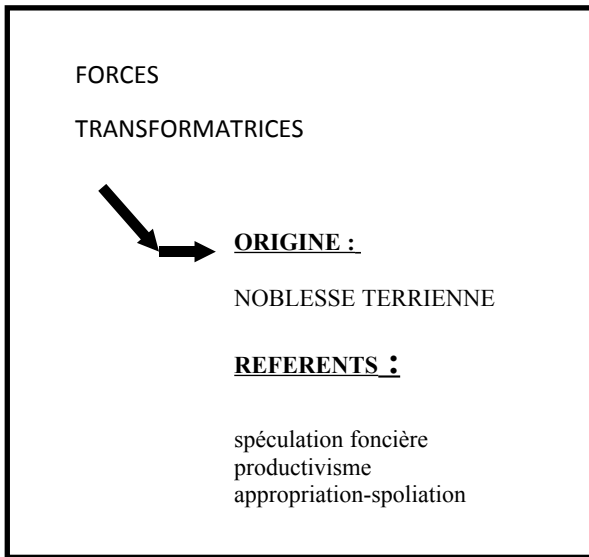 FORCES
TRANSFORMATRICES
ORIGINE :
NOBLESSE TERRIENNE
REFERENTS :
spéculation foncière
productivisme
appropriation-spoliation